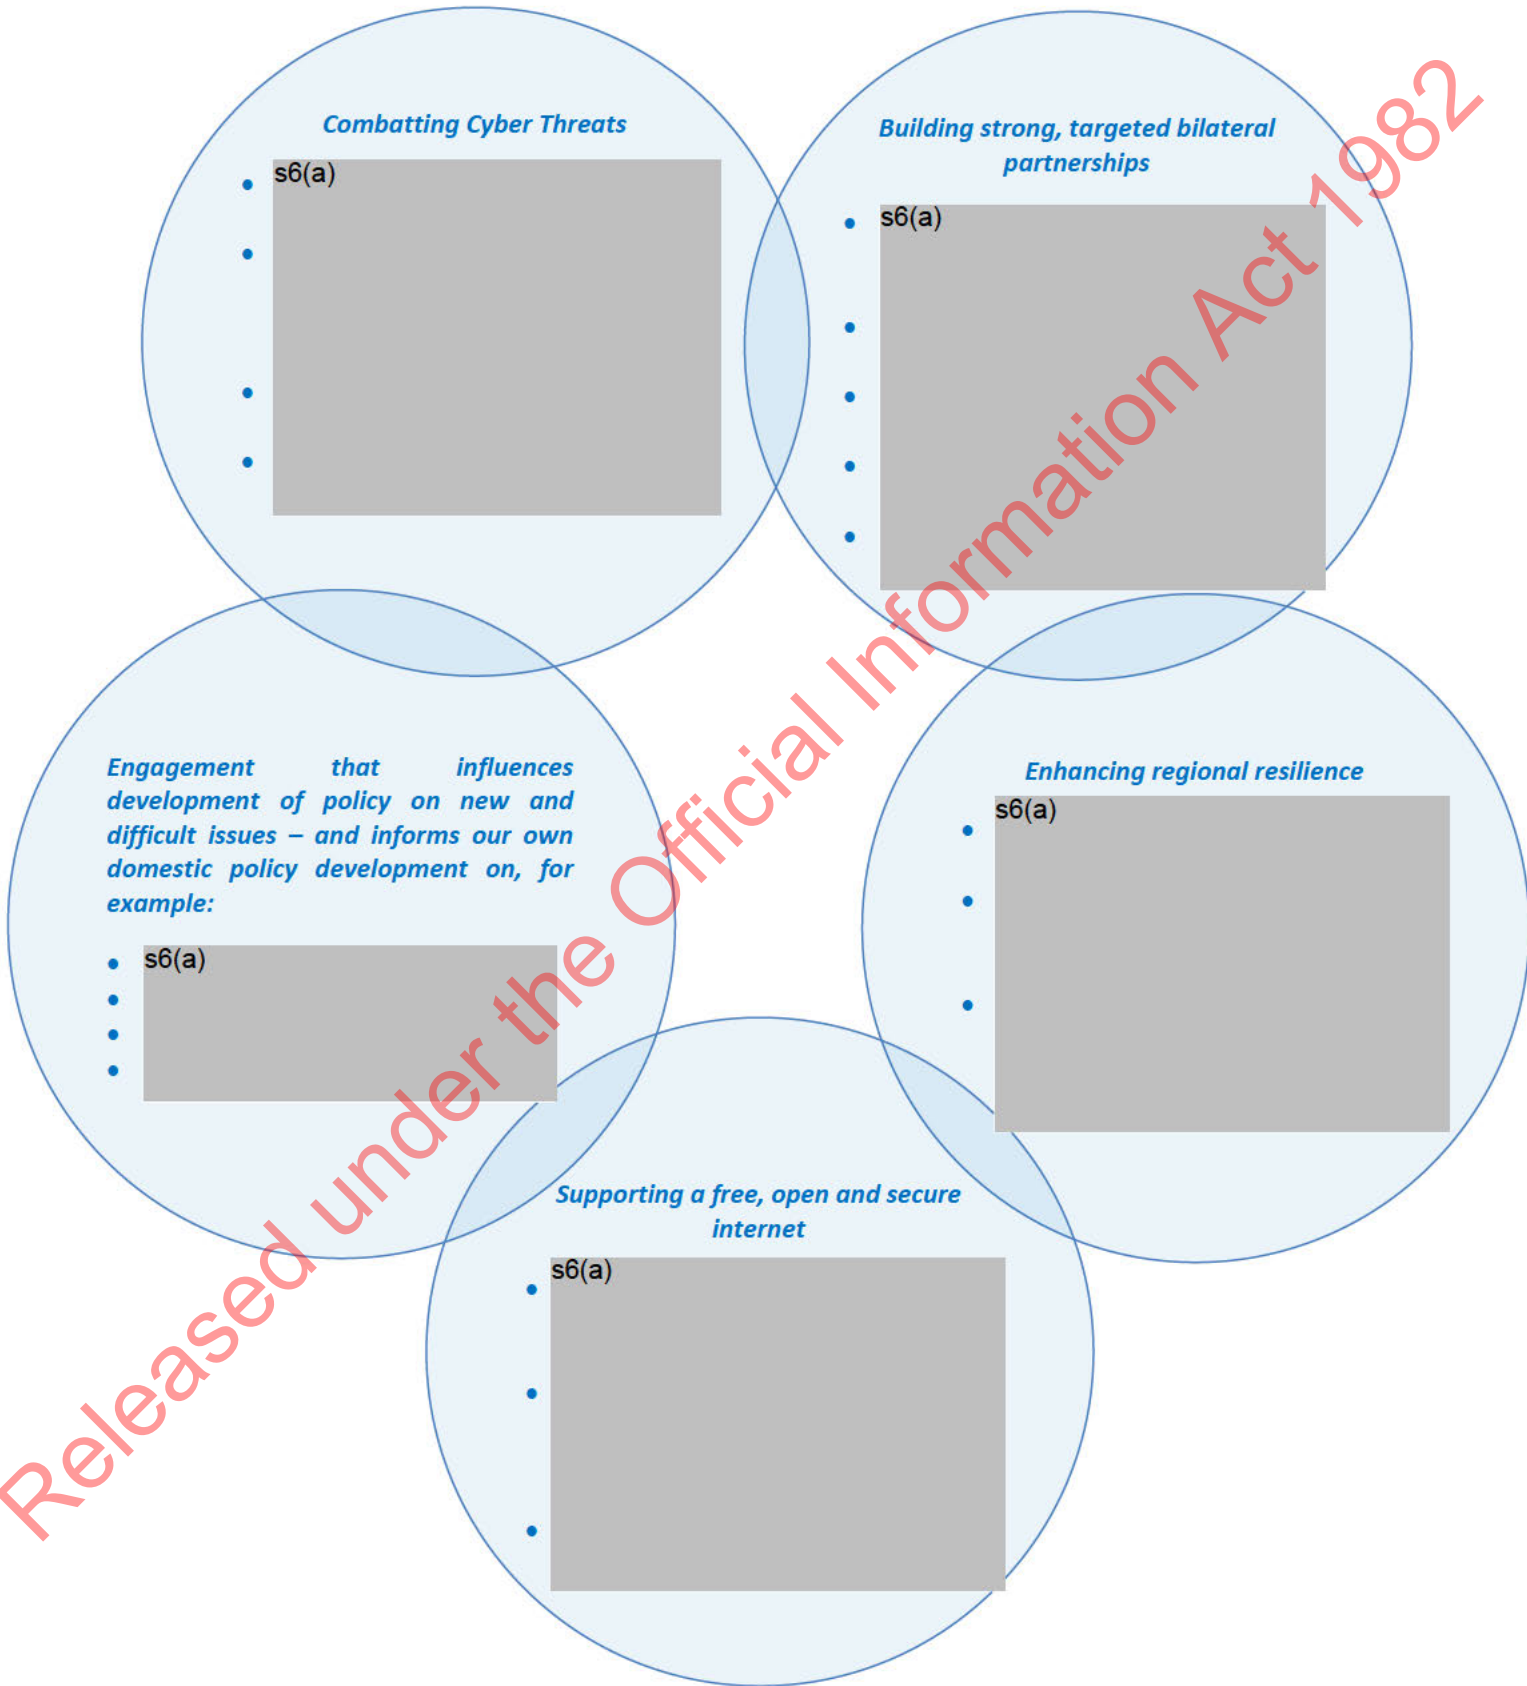 Combatting Cyber Threats
• s6(a)
•
•
•
Building strong, targeted bilateral
partnerships
• s6(a)
•
•
•
•
Engagement that influences
development of policy on new and
difficult issues – and informs our own
domestic policy development on, for
example:
• s6(a)
•
•
•
Enhancing regional resilience
• s6(a)
•
•
Supporting a free, open and secure
internet
• s6(a)
•
•
Released under the Official Information Act 1982